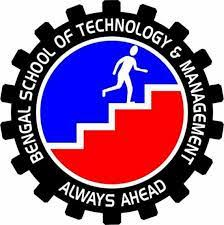 BENGAL SCHOOL OF TECHNOLOGY & MANAGEMENT
ALWAYS AHEAD